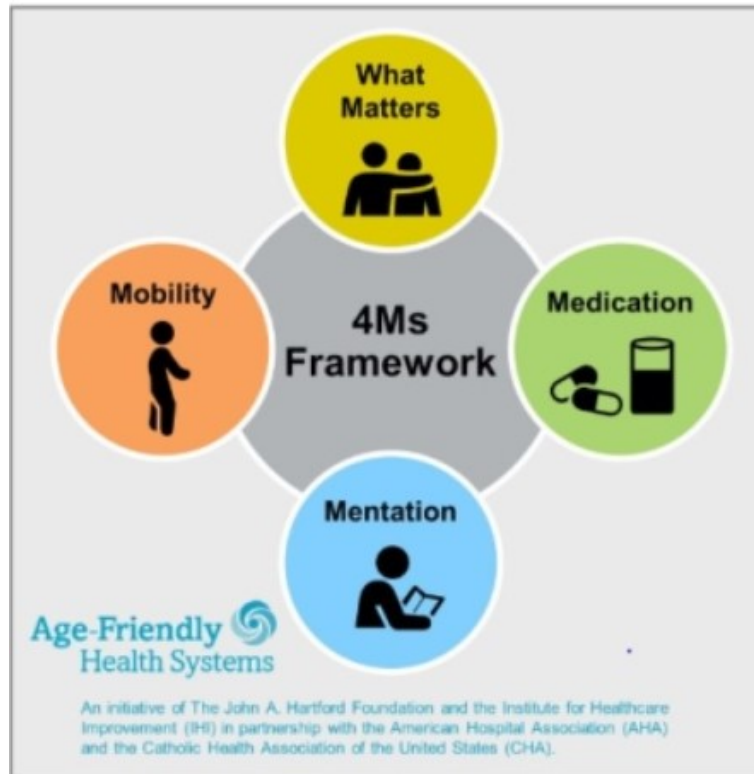 What
Matters
Mobility
4Ms
Framework
Medication
Mentation
Age-Friendly
Health Systems
An initiative of The John A. Hartford Foundation and the Institute for Healthcare
Improvement (IHI) in partnership with the American Hospital Association (AHA)
and the Catholic Health Association of the United States (CHA).